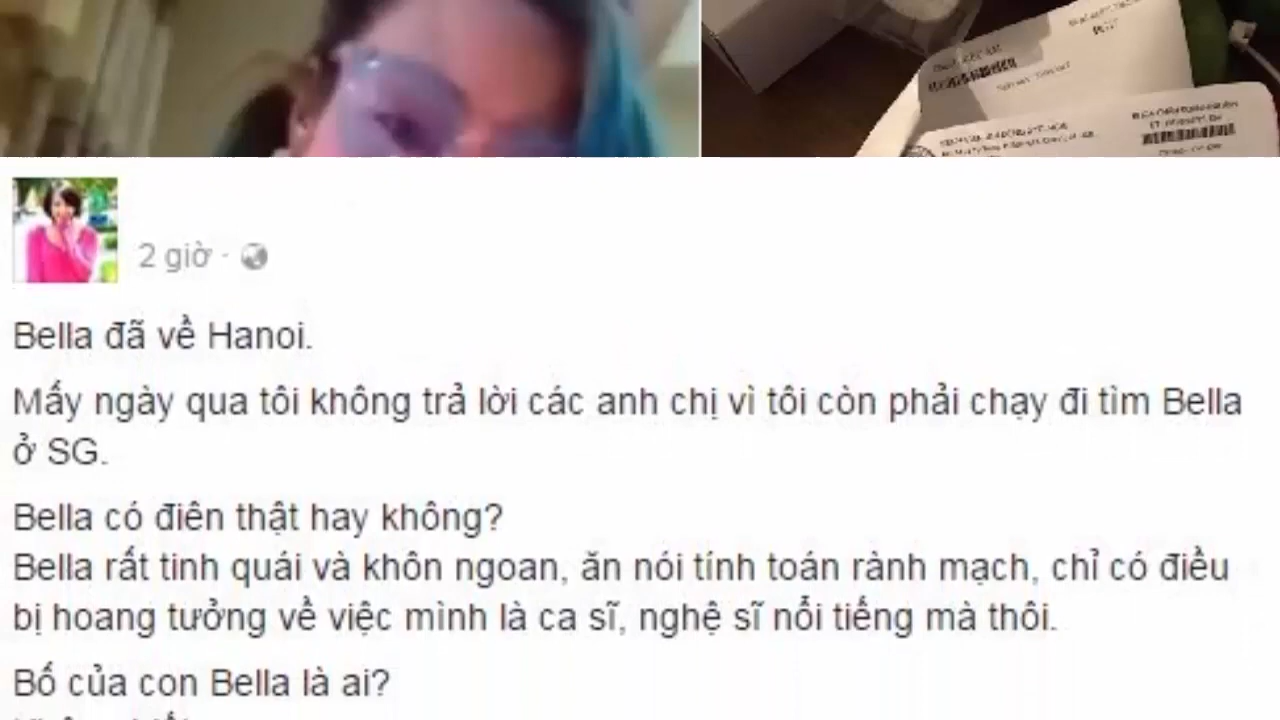 2 giờ ·
Bella đã về Hanoi.
Mấy ngày qua tôi không trả lời các anh chị vì tôi còn phải chạy đi tìm Bella
ở SG.
Bella có điên thật hay không?
Bella rất tinh quái và khôn ngoan, ăn nói tính toán rành mạch, chỉ có điều
bị hoang tưởng về việc mình là ca sĩ, nghệ sĩ nổi tiếng mà thôi.
Bố của con Bella là ai?